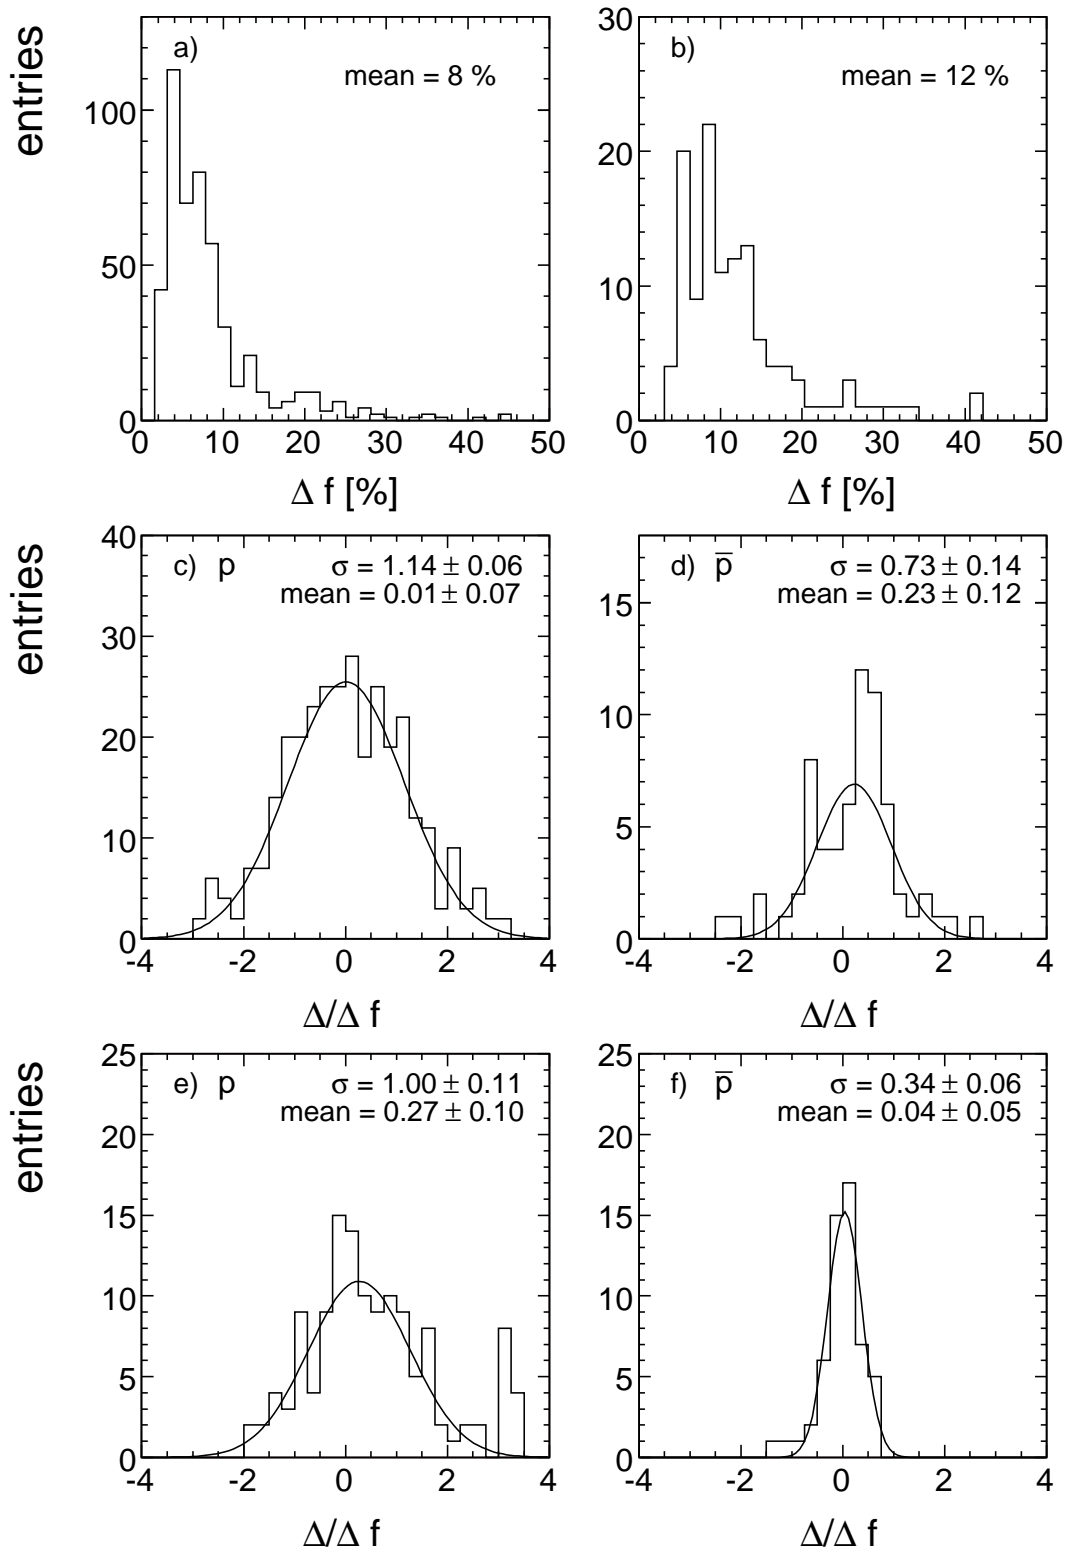 a)
mean = 8 %
entries
100
50
0
0 10 20 30 40 50
Δ f [%]
b)
mean = 12 %
30
20
10
0
0 10 20 30 40 50
Δ f [%]
c) p σ = 1.14 ± 0.06
mean = 0.01 ± 0.07
entries
40
30
20
10
0
-4 -2 0 2 4
Δ/Δ f
d) p̅ σ = 0.73 ± 0.14
mean = 0.23 ± 0.12
15
10
5
0
-4 -2 0 2 4
Δ/Δ f
e) p σ = 1.00 ± 0.11
mean = 0.27 ± 0.10
entries
25
20
15
10
5
0
-4 -2 0 2 4
Δ/Δ f
f) p̅ σ = 0.34 ± 0.06
mean = 0.04 ± 0.05
25
20
15
10
5
0
-4 -2 0 2 4
Δ/Δ f